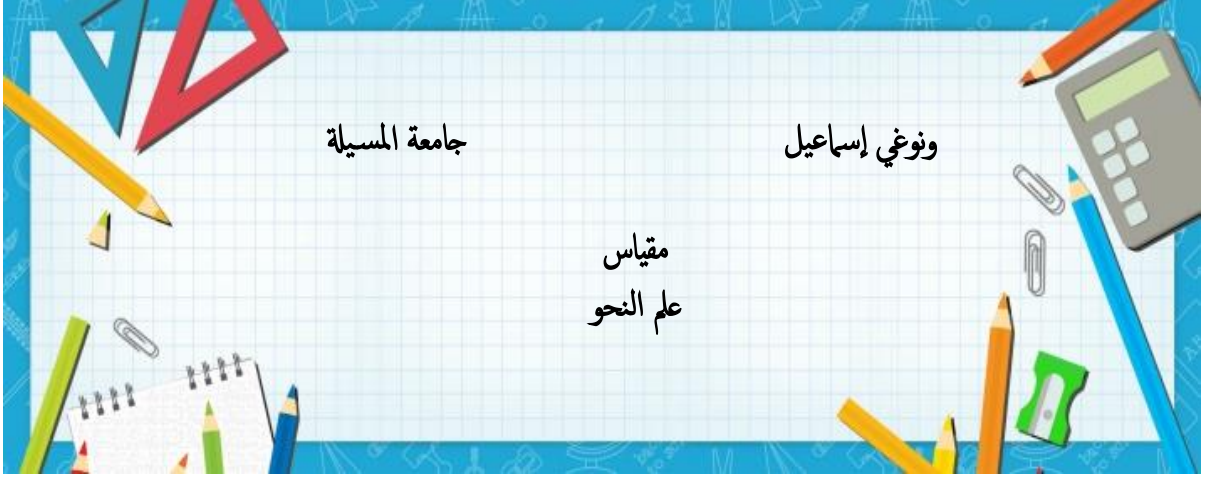 ونوغي إسماعيل
جامعة المسيلة
مقياس
علم النحو